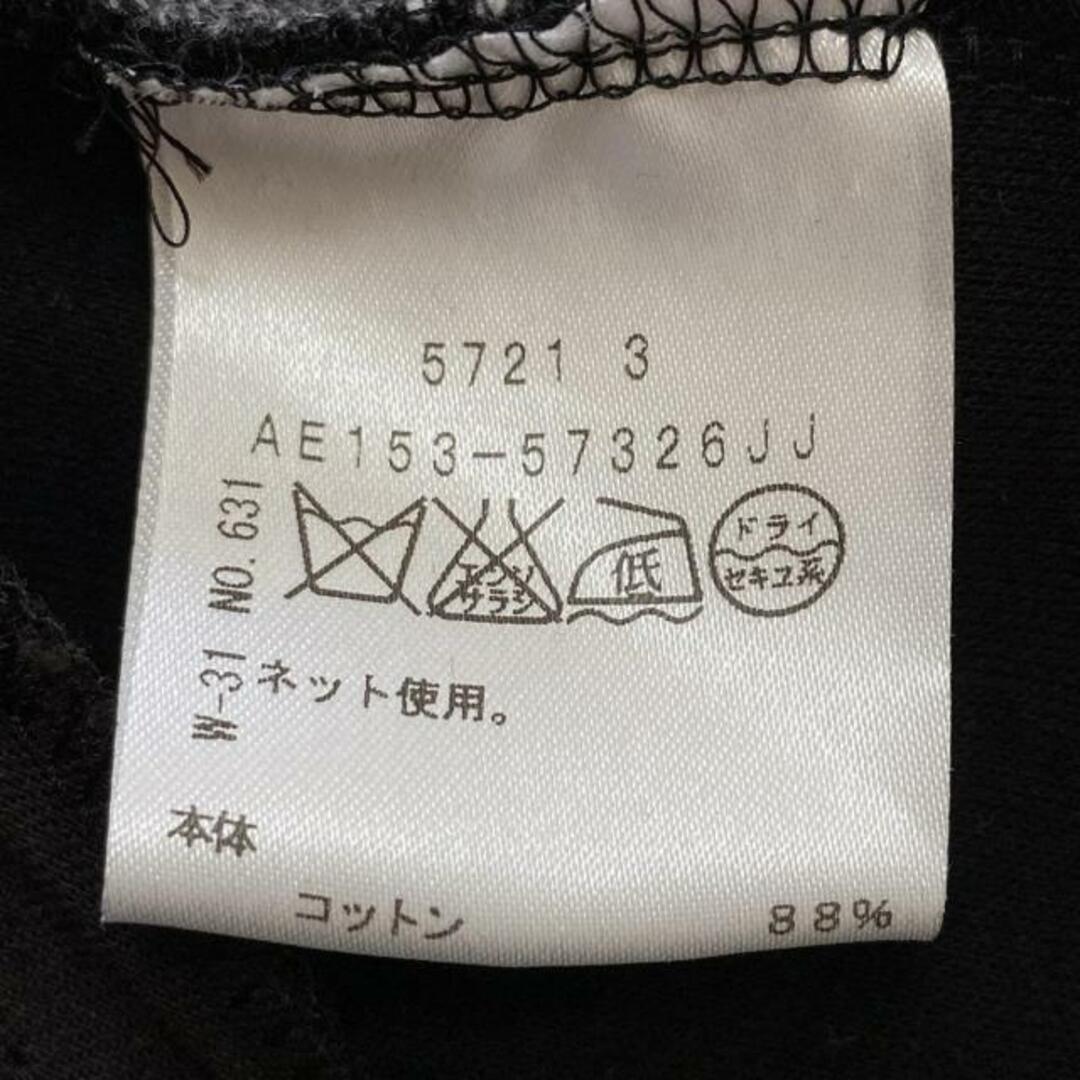 5721 3
AE153-57326JJ
W-31 NO.631
エンソ
サラシ
低
ドライ
セキユ系
ネット使用。
本体
コットン 88%